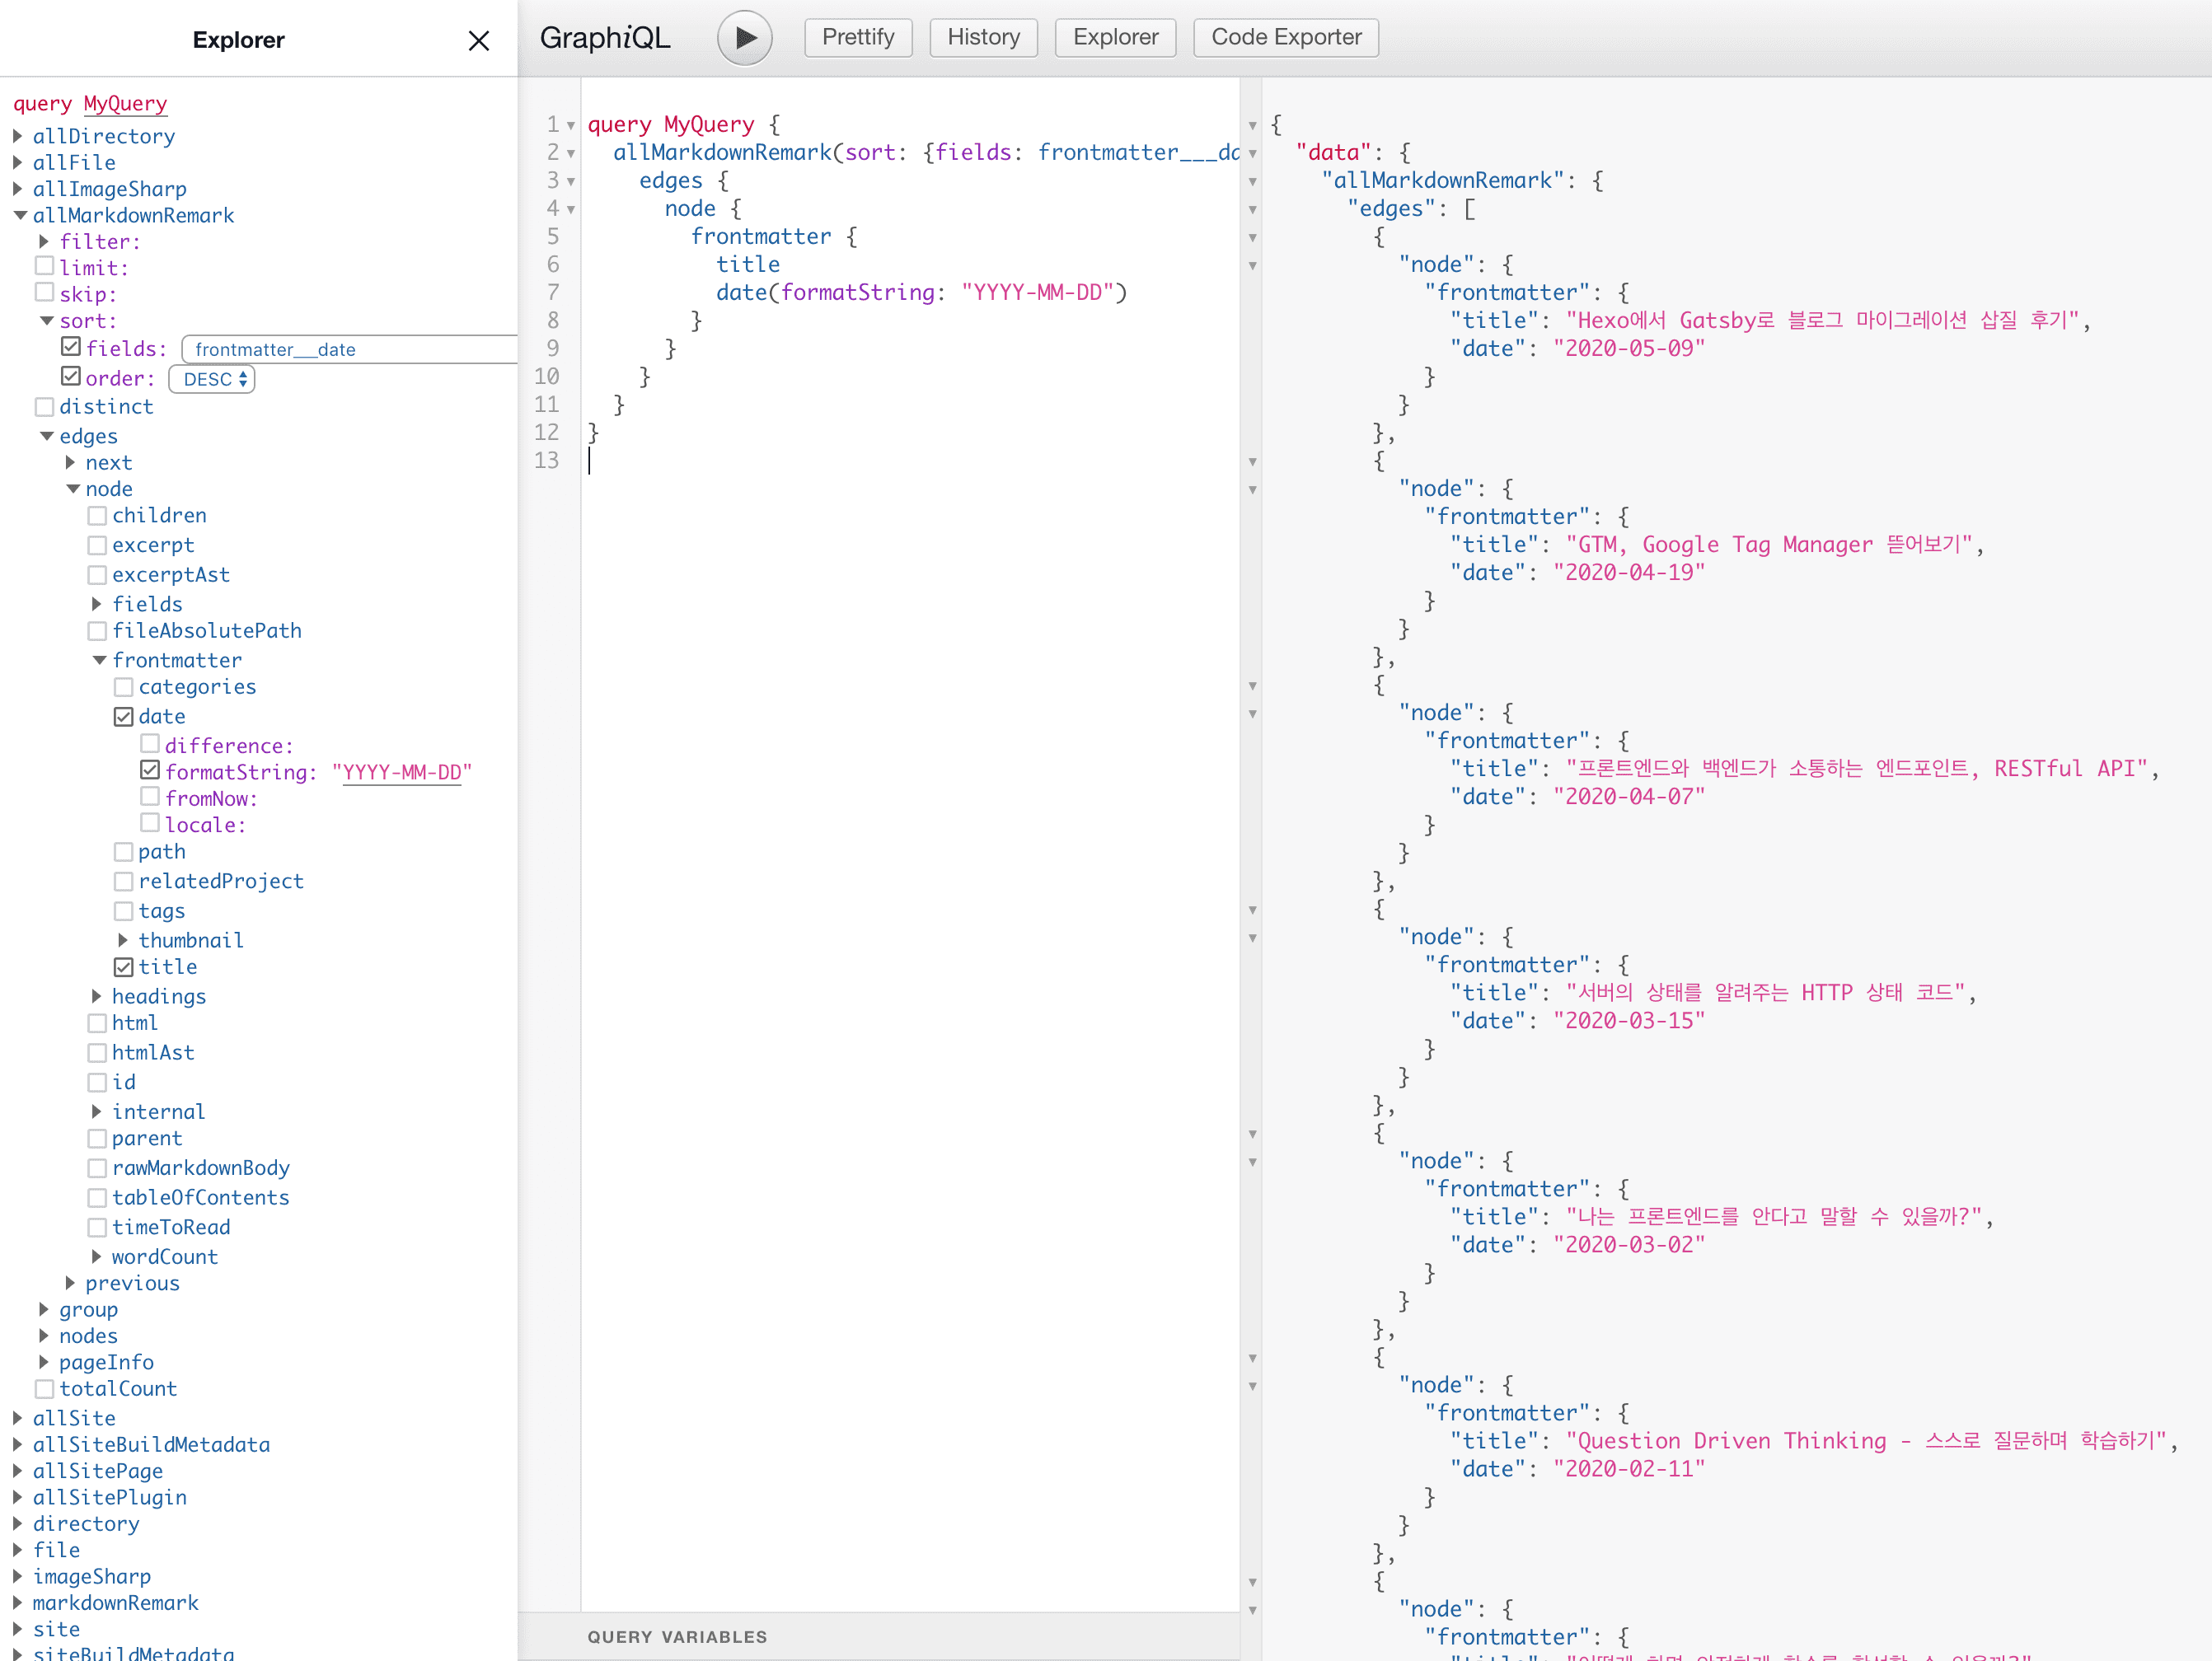 Explorer
query MyQuery
allDirectory
allFile
allImageSharp
allMarkdownRemark
filter:
limit:
skip:
sort:
fields: frontmatter___date
order: DESC
distinct
edges
next
node
children
excerpt
excerptAst
fields
fileAbsolutePath
frontmatter
categories
date
difference:
formatString: "YYYY-MM-DD"
fromNow:
locale:
path
relatedProject
tags
thumbnail
title
headings
html
htmlAst
id
internal
parent
rawMarkdownBody
tableOfContents
timeToRead
wordCount
previous
group
nodes
pageInfo
totalCount
allSite
allSiteBuildMetadata
allSitePage
allSitePlugin
directory
file
imageSharp
markdownRemark
site
siteBuildMetadata
GraphiQL Prettify History Explorer Code Exporter
1 query MyQuery {
2 allMarkdownRemark(sort: {fields: frontmatter___da
3 edges {
4 node {
5 frontmatter {
6 title
7 date(formatString: "YYYY-MM-DD")
8 }
9 }
10 }
11 }
12 }
13
QUERY VARIABLES
{
"data": {
"allMarkdownRemark": {
"edges": [
{
"node": {
"frontmatter": {
"title": "Hexo에서 Gatsby로 블로그 마이그레이션 삽질 후기",
"date": "2020-05-09"
}
}
},
{
"node": {
"frontmatter": {
"title": "GTM, Google Tag Manager 뜯어보기",
"date": "2020-04-19"
}
}
},
{
"node": {
"frontmatter": {
"title": "프론트엔드와 백엔드가 소통하는 엔드포인트, RESTful API",
"date": "2020-04-07"
}
}
},
{
"node": {
"frontmatter": {
"title": "서버의 상태를 알려주는 HTTP 상태 코드",
"date": "2020-03-15"
}
}
},
{
"node": {
"frontmatter": {
"title": "나는 프론트엔드를 안다고 말할 수 있을까?",
"date": "2020-03-02"
}
}
},
{
"node": {
"frontmatter": {
"title": "Question Driven Thinking - 스스로 질문하며 학습하기",
"date": "2020-02-11"
}
}
},
{
"node": {
"frontmatter": {